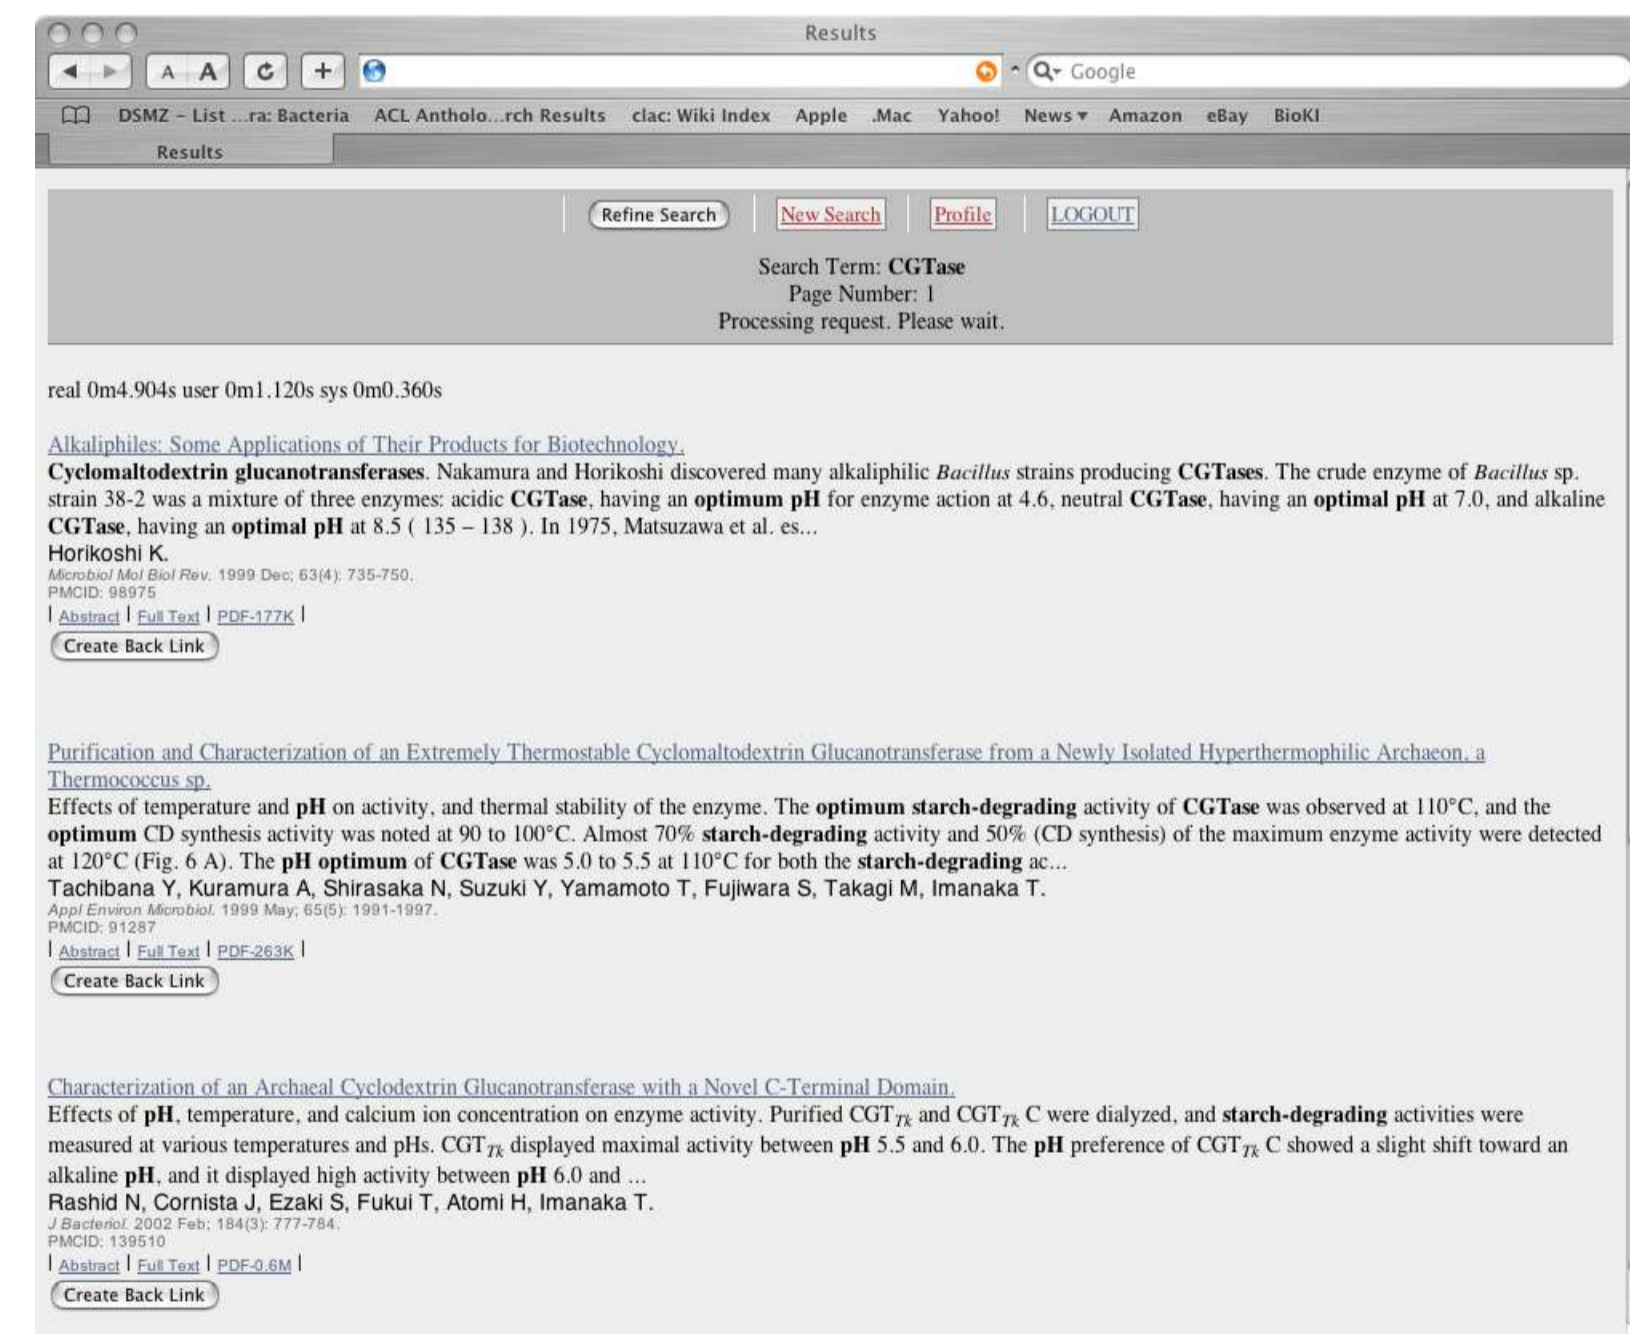 Results
A A + Google
DSMZ - List ...ra: Bacteria ACL Antholo...rch Results clac: Wiki Index Apple .Mac Yahoo! News ▾ Amazon eBay BioKI
Results
Refine Search New Search Profile LOGOUT
Search Term: CGTase
Page Number: 1
Processing request. Please wait.
real 0m4.904s user 0m1.120s sys 0m0.360s
Alkaliphiles: Some Applications of Their Products for Biotechnology.
Cyclomaltodextrin glucanotransferases. Nakamura and Horikoshi discovered many alkaliphilic Bacillus strains producing CGTases. The crude enzyme of Bacillus sp.
strain 38-2 was a mixture of three enzymes: acidic CGTase, having an optimum pH for enzyme action at 4.6, neutral CGTase, having an optimal pH at 7.0, and alkaline
CGTase, having an optimal pH at 8.5 ( 135 – 138 ). In 1975, Matsuzawa et al. es...
Horikoshi K.
Microbiol Mol Biol Rev. 1999 Dec; 63(4): 735-750.
PMCID: 98975
| Abstract | Full Text | PDF-177K |
Create Back Link
Purification and Characterization of an Extremely Thermostable Cyclomaltodextrin Glucanotransferase from a Newly Isolated Hyperthermophilic Archaeon, a
Thermococcus sp.
Effects of temperature and pH on activity, and thermal stability of the enzyme. The optimum starch-degrading activity of CGTase was observed at 110°C, and the
optimum CD synthesis activity was noted at 90 to 100°C. Almost 70% starch-degrading activity and 50% (CD synthesis) of the maximum enzyme activity were detected
at 120°C (Fig. 6 A). The pH optimum of CGTase was 5.0 to 5.5 at 110°C for both the starch-degrading ac...
Tachibana Y, Kuramura A, Shirasaka N, Suzuki Y, Yamamoto T, Fujiwara S, Takagi M, Imanaka T.
Appl Environ Microbiol. 1999 May; 65(5): 1991-1997.
PMCID: 91287
| Abstract | Full Text | PDF-263K |
Create Back Link
Characterization of an Archaeal Cyclodextrin Glucanotransferase with a Novel C-Terminal Domain.
Effects of pH, temperature, and calcium ion concentration on enzyme activity. Purified CGTTk and CGTTk C were dialyzed, and starch-degrading activities were
measured at various temperatures and pHs. CGTTk displayed maximal activity between pH 5.5 and 6.0. The pH preference of CGTTk C showed a slight shift toward an
alkaline pH, and it displayed high activity between pH 6.0 and ...
Rashid N, Cornista J, Ezaki S, Fukui T, Atomi H, Imanaka T.
J Bacteriol. 2002 Feb; 184(3): 777-784.
PMCID: 139510
| Abstract | Full Text | PDF-0.6M |
Create Back Link